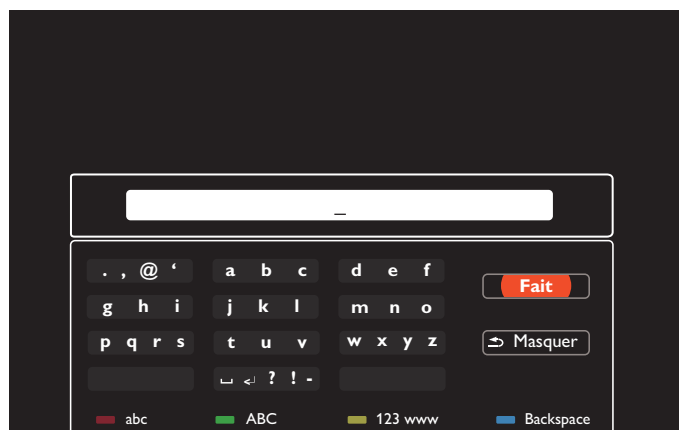 _
. , @ ‘ a b c d e f Fait
g h i j k l m n o
p q r s t u v w x y z Masquer
␣ ↵ ? ! -
abc ABC 123 www Backspace